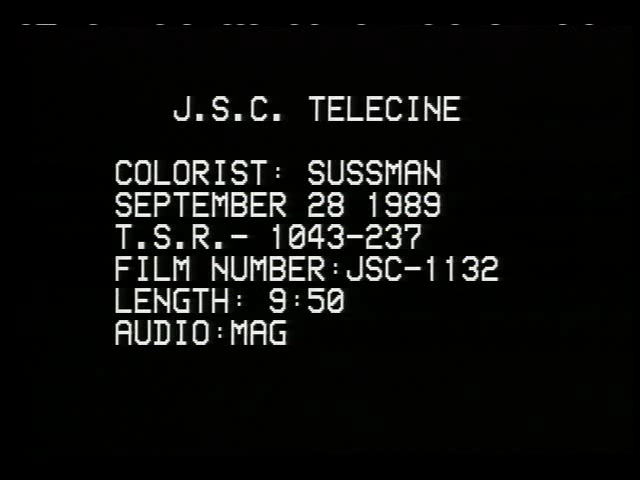 J.S.C. TELECINE
COLORIST: SUSSMAN
SEPTEMBER 28 1989
T.S.R.- 1043-237
FILM NUMBER:JSC-1132
LENGTH: 9:50
AUDIO:MAG